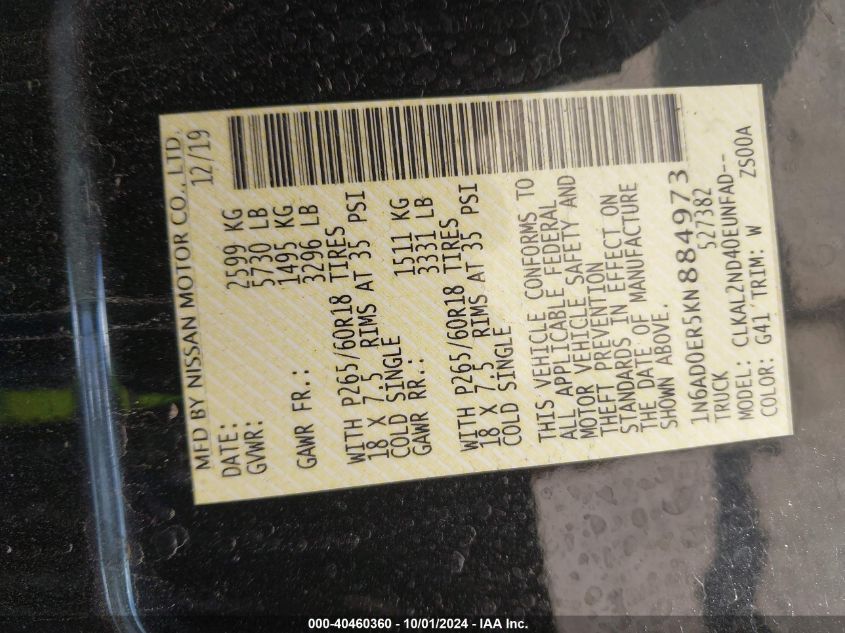 MFD BY NISSAN MOTOR CO., LTD.
DATE: 12/19
GVWR: 2599 KG
5730 LB
GAWR FR.: 1495 KG
3296 LB
WITH P265/60R18 TIRES
18 X 7.5 RIMS AT 35 PSI
COLD SINGLE
GAWR RR.: 1511 KG
3331 LB
WITH P265/60R18 TIRES
18 X 7.5 RIMS AT 35 PSI
COLD SINGLE
THIS VEHICLE CONFORMS TO
ALL APPLICABLE FEDERAL
MOTOR VEHICLE SAFETY AND
THEFT PREVENTION
STANDARDS IN EFFECT ON
THE DATE OF MANUFACTURE
SHOWN ABOVE.
1N6AD0ER5KN884973
TRUCK 527382
MODEL: CLKAL2ND40EUNFAD--
COLOR: G41 TRIM: W ZS00A
000-40460360 - 10/01/2024 - IAA Inc.